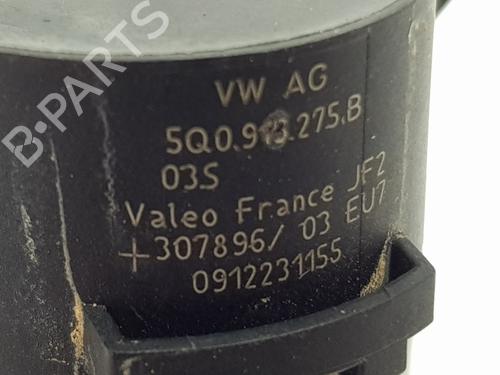 VW AG
5Q0.919.275.B
03.S
Valeo France JF2
+307896/ 03 EU7
0912231155
B-PARTS